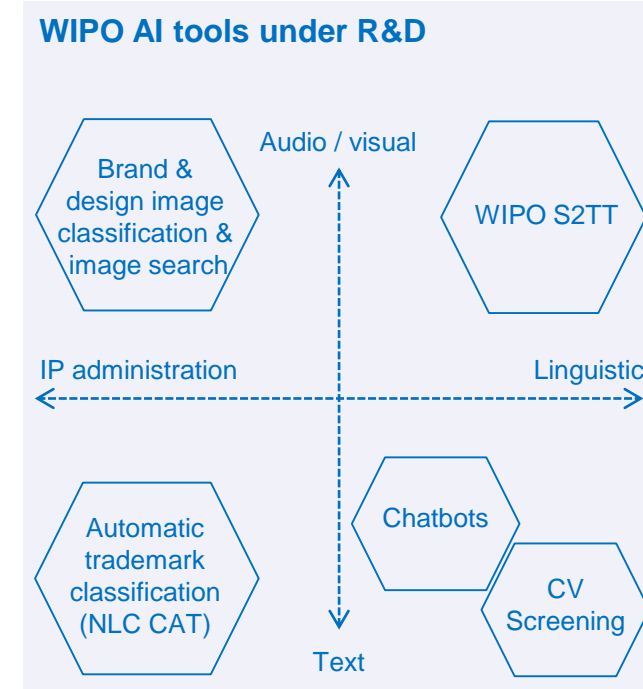 WIPO AI tools under R&D
Audio / visual
Brand &
design image
classification &
image search
WIPO S2TT
IP administration
Linguistic
Automatic
trademark
classification
(NLC CAT)
Chatbots
CV
Screening
Text